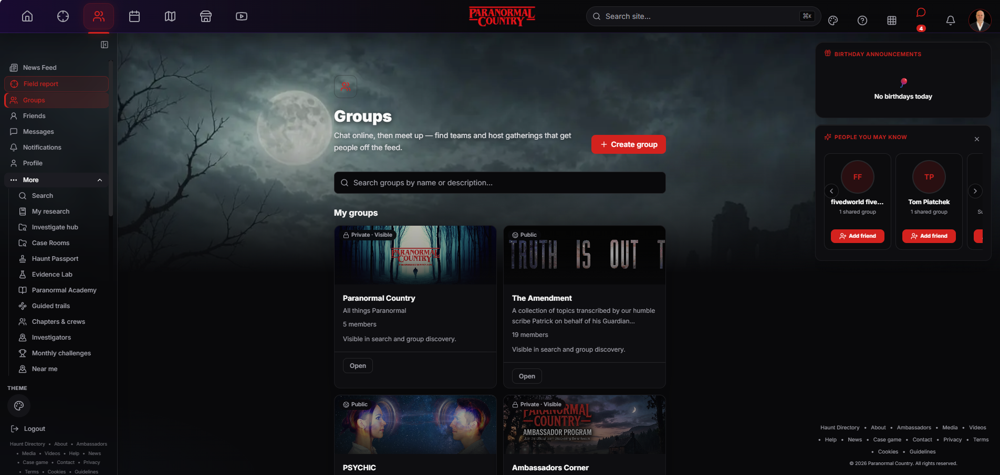 PARANORMAL
COUNTRY
Search site...
⌘K
4
News Feed
Field report
Groups
Friends
Messages
Notifications
Profile
More
Search
My research
Investigate hub
Case Rooms
Haunt Passport
Evidence Lab
Paranormal Academy
Guided trails
Chapters & crews
Investigators
Monthly challenges
Near me
THEME
Logout
Haunt Directory • About • Ambassadors
• Media • Videos • Help • News
• Case game • Contact • Privacy
• Terms • Cookies • Guidelines
Groups
Chat online, then meet up — find teams and host gatherings that get
people off the feed.
+ Create group
Search groups by name or description...
My groups
Private · Visible
PARANORMAL
COUNTRY
PARANORMALCOUNTRY.COM
Paranormal Country
All things Paranormal
5 members
Visible in search and group discovery.
Open
Public
TRUTH IS OUT T
The Amendment
A collection of topics transcribed by our humble
scribe Patrick on behalf of his Guardian...
19 members
Visible in search and group discovery.
Open
Public
PSYCHIC
Private · Visible
PARANORMAL
COUNTRY
AMBASSADOR PROGRAM
Join the official team discovering the unknown
Ambassadors Corner
BIRTHDAY ANNOUNCEMENTS
No birthdays today
PEOPLE YOU MAY KNOW
FF
fivedworld five...
1 shared group
Add friend
TP
Tom Piatchek
1 shared group
Add friend
Su
Haunt Directory • About • Ambassadors • Media • Videos
• Help • News • Case game • Contact • Privacy • Terms
• Cookies • Guidelines
© 2026 Paranormal Country. All rights reserved.